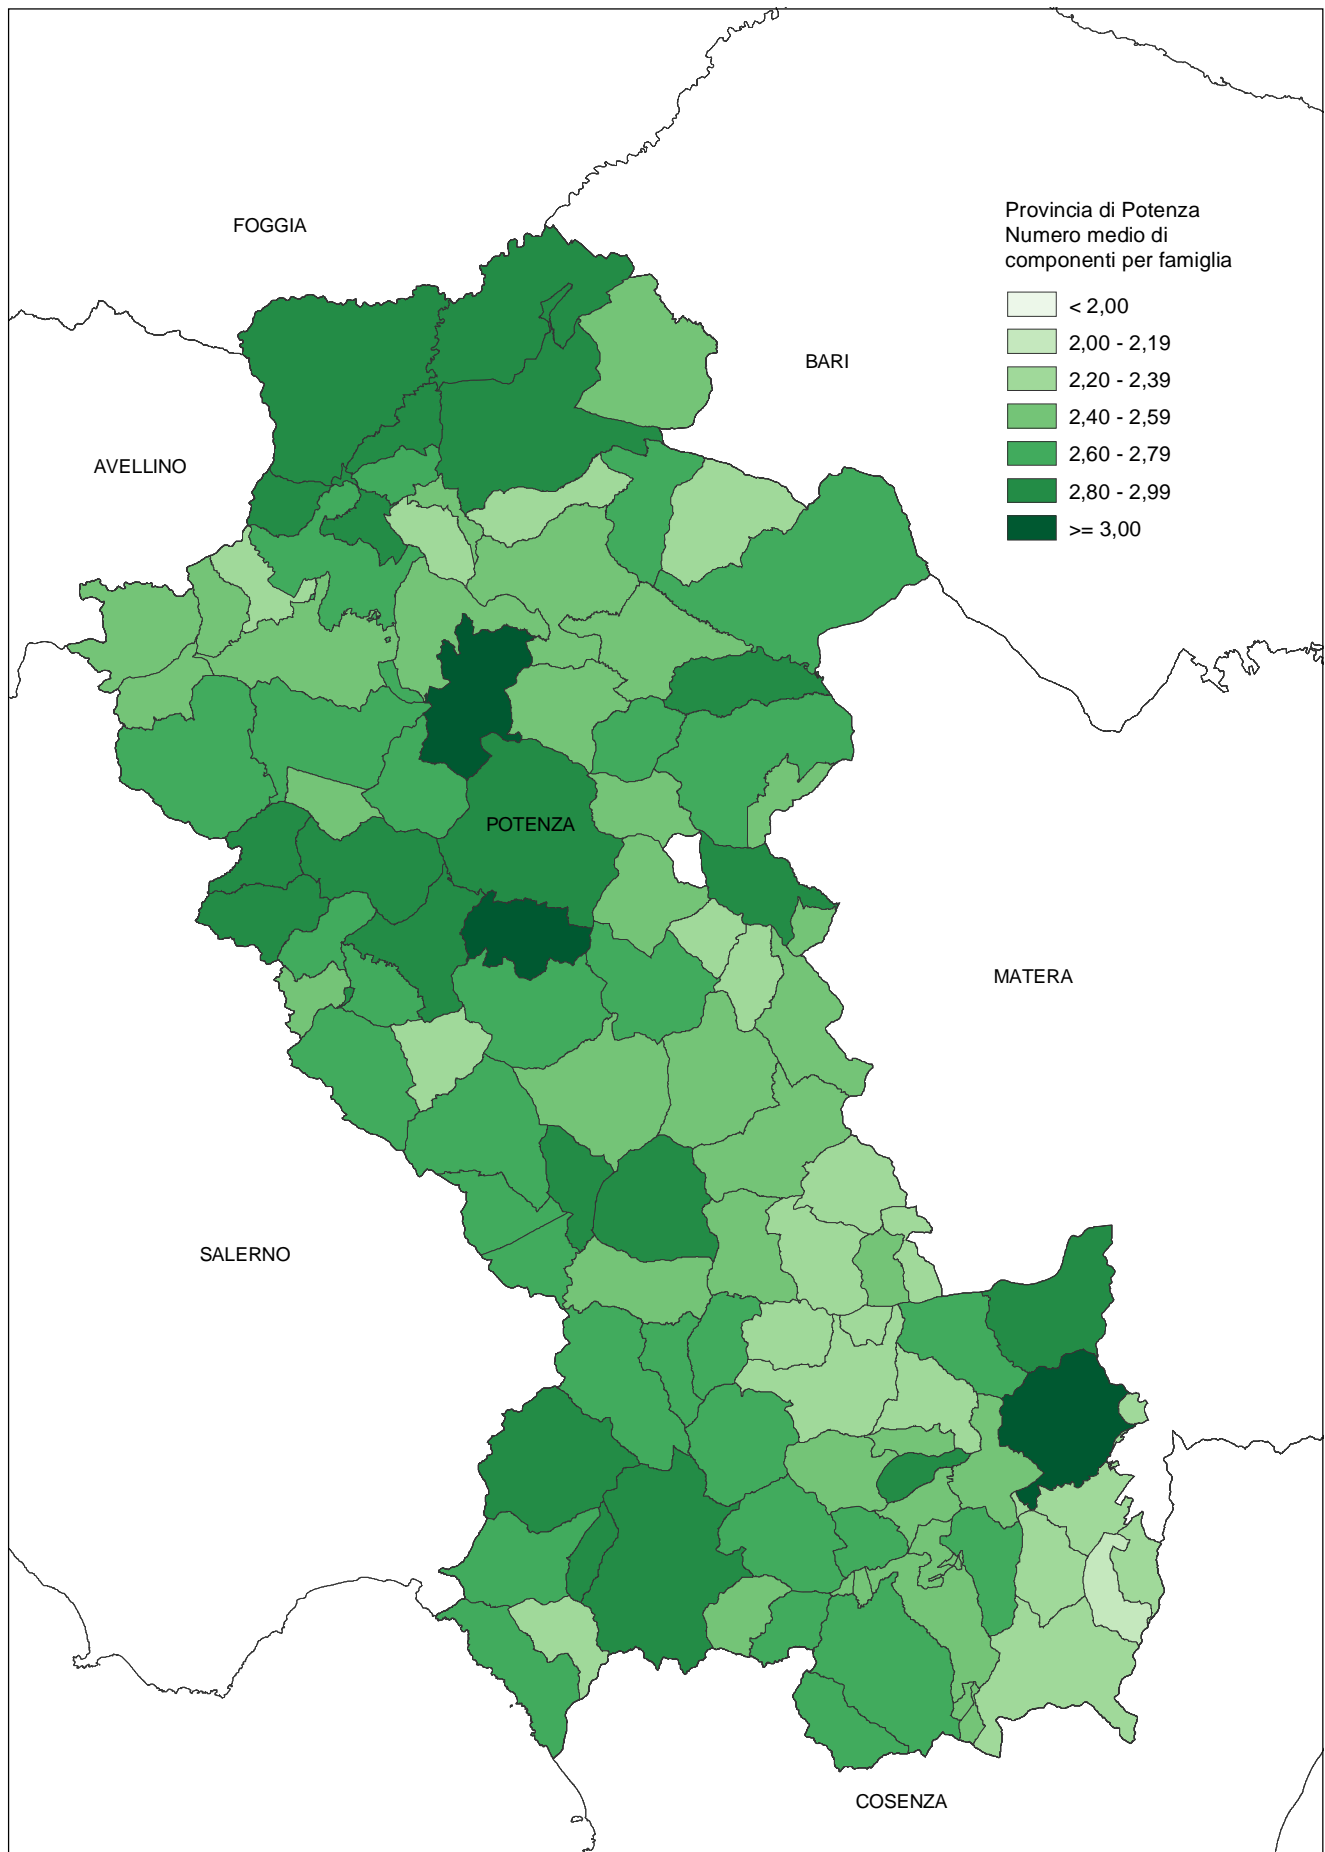 FOGGIA
Provincia di Potenza
Numero medio di
componenti per famiglia
< 2,00
2,00 - 2,19
2,20 - 2,39
2,40 - 2,59
2,60 - 2,79
2,80 - 2,99
>= 3,00
BARI
AVELLINO
POTENZA
MATERA
SALERNO
COSENZA